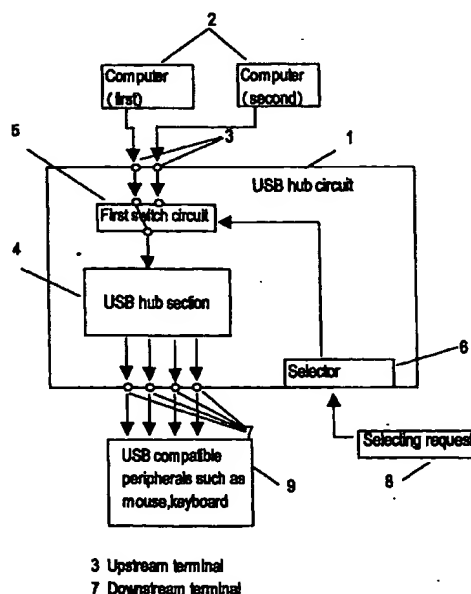 2
Computer
(first)
Computer
(second)
5
3
1
USB hub circuit
First switch circuit
4
USB hub section
6
Selector
7
Selecting request
8
USB compatible
peripherals such as
mouse,keyboard
9
3 Upstream terminal
7 Downstream terminal